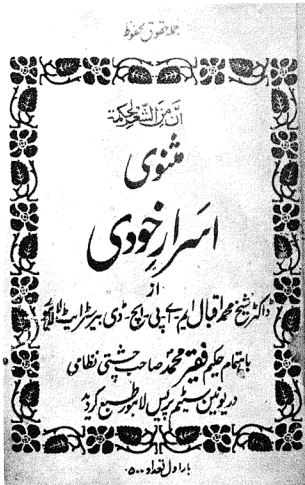 جملہ حقوق محفوظ
ان من الشعر لحکمۃ
مثنوی
اسرار خودی
از
ڈاکٹر شیخ محمد اقبال ایم۔ اے۔ پی۔ ایچ۔ ڈی۔ بیرسٹر ایٹ لا لاہور
باہتمام حکیم فقیر محمد صاحب چشتی نظامی
در یونین سٹیم پریس لاہور طبع گردید
بار اول تعداد ۵۰۰